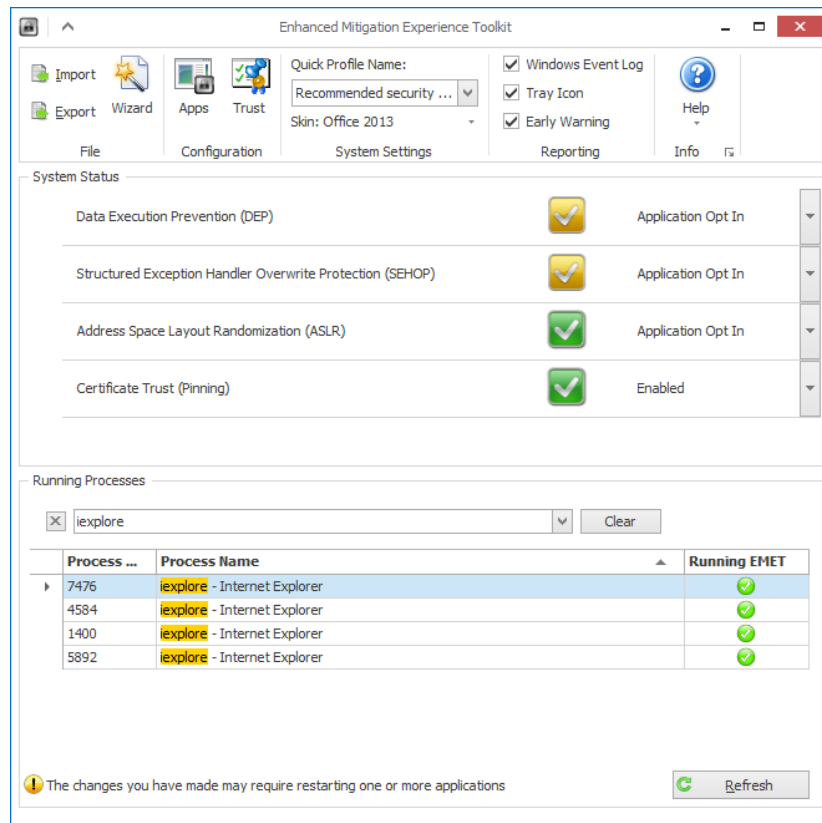 Enhanced Mitigation Experience Toolkit
Import
Export
Wizard
File
Apps
Trust
Configuration
Quick Profile Name:
Recommended security ...
Skin: Office 2013
System Settings
Windows Event Log
Tray Icon
Early Warning
Reporting
Help
Info
System Status
Data Execution Prevention (DEP) Application Opt In
Structured Exception Handler Overwrite Protection (SEHOP) Application Opt In
Address Space Layout Randomization (ASLR) Application Opt In
Certificate Trust (Pinning) Enabled
Running Processes
iexplore Clear
Process ... Process Name Running EMET
7476 iexplore - Internet Explorer
4584 iexplore - Internet Explorer
1400 iexplore - Internet Explorer
5892 iexplore - Internet Explorer
The changes you have made may require restarting one or more applications Refresh